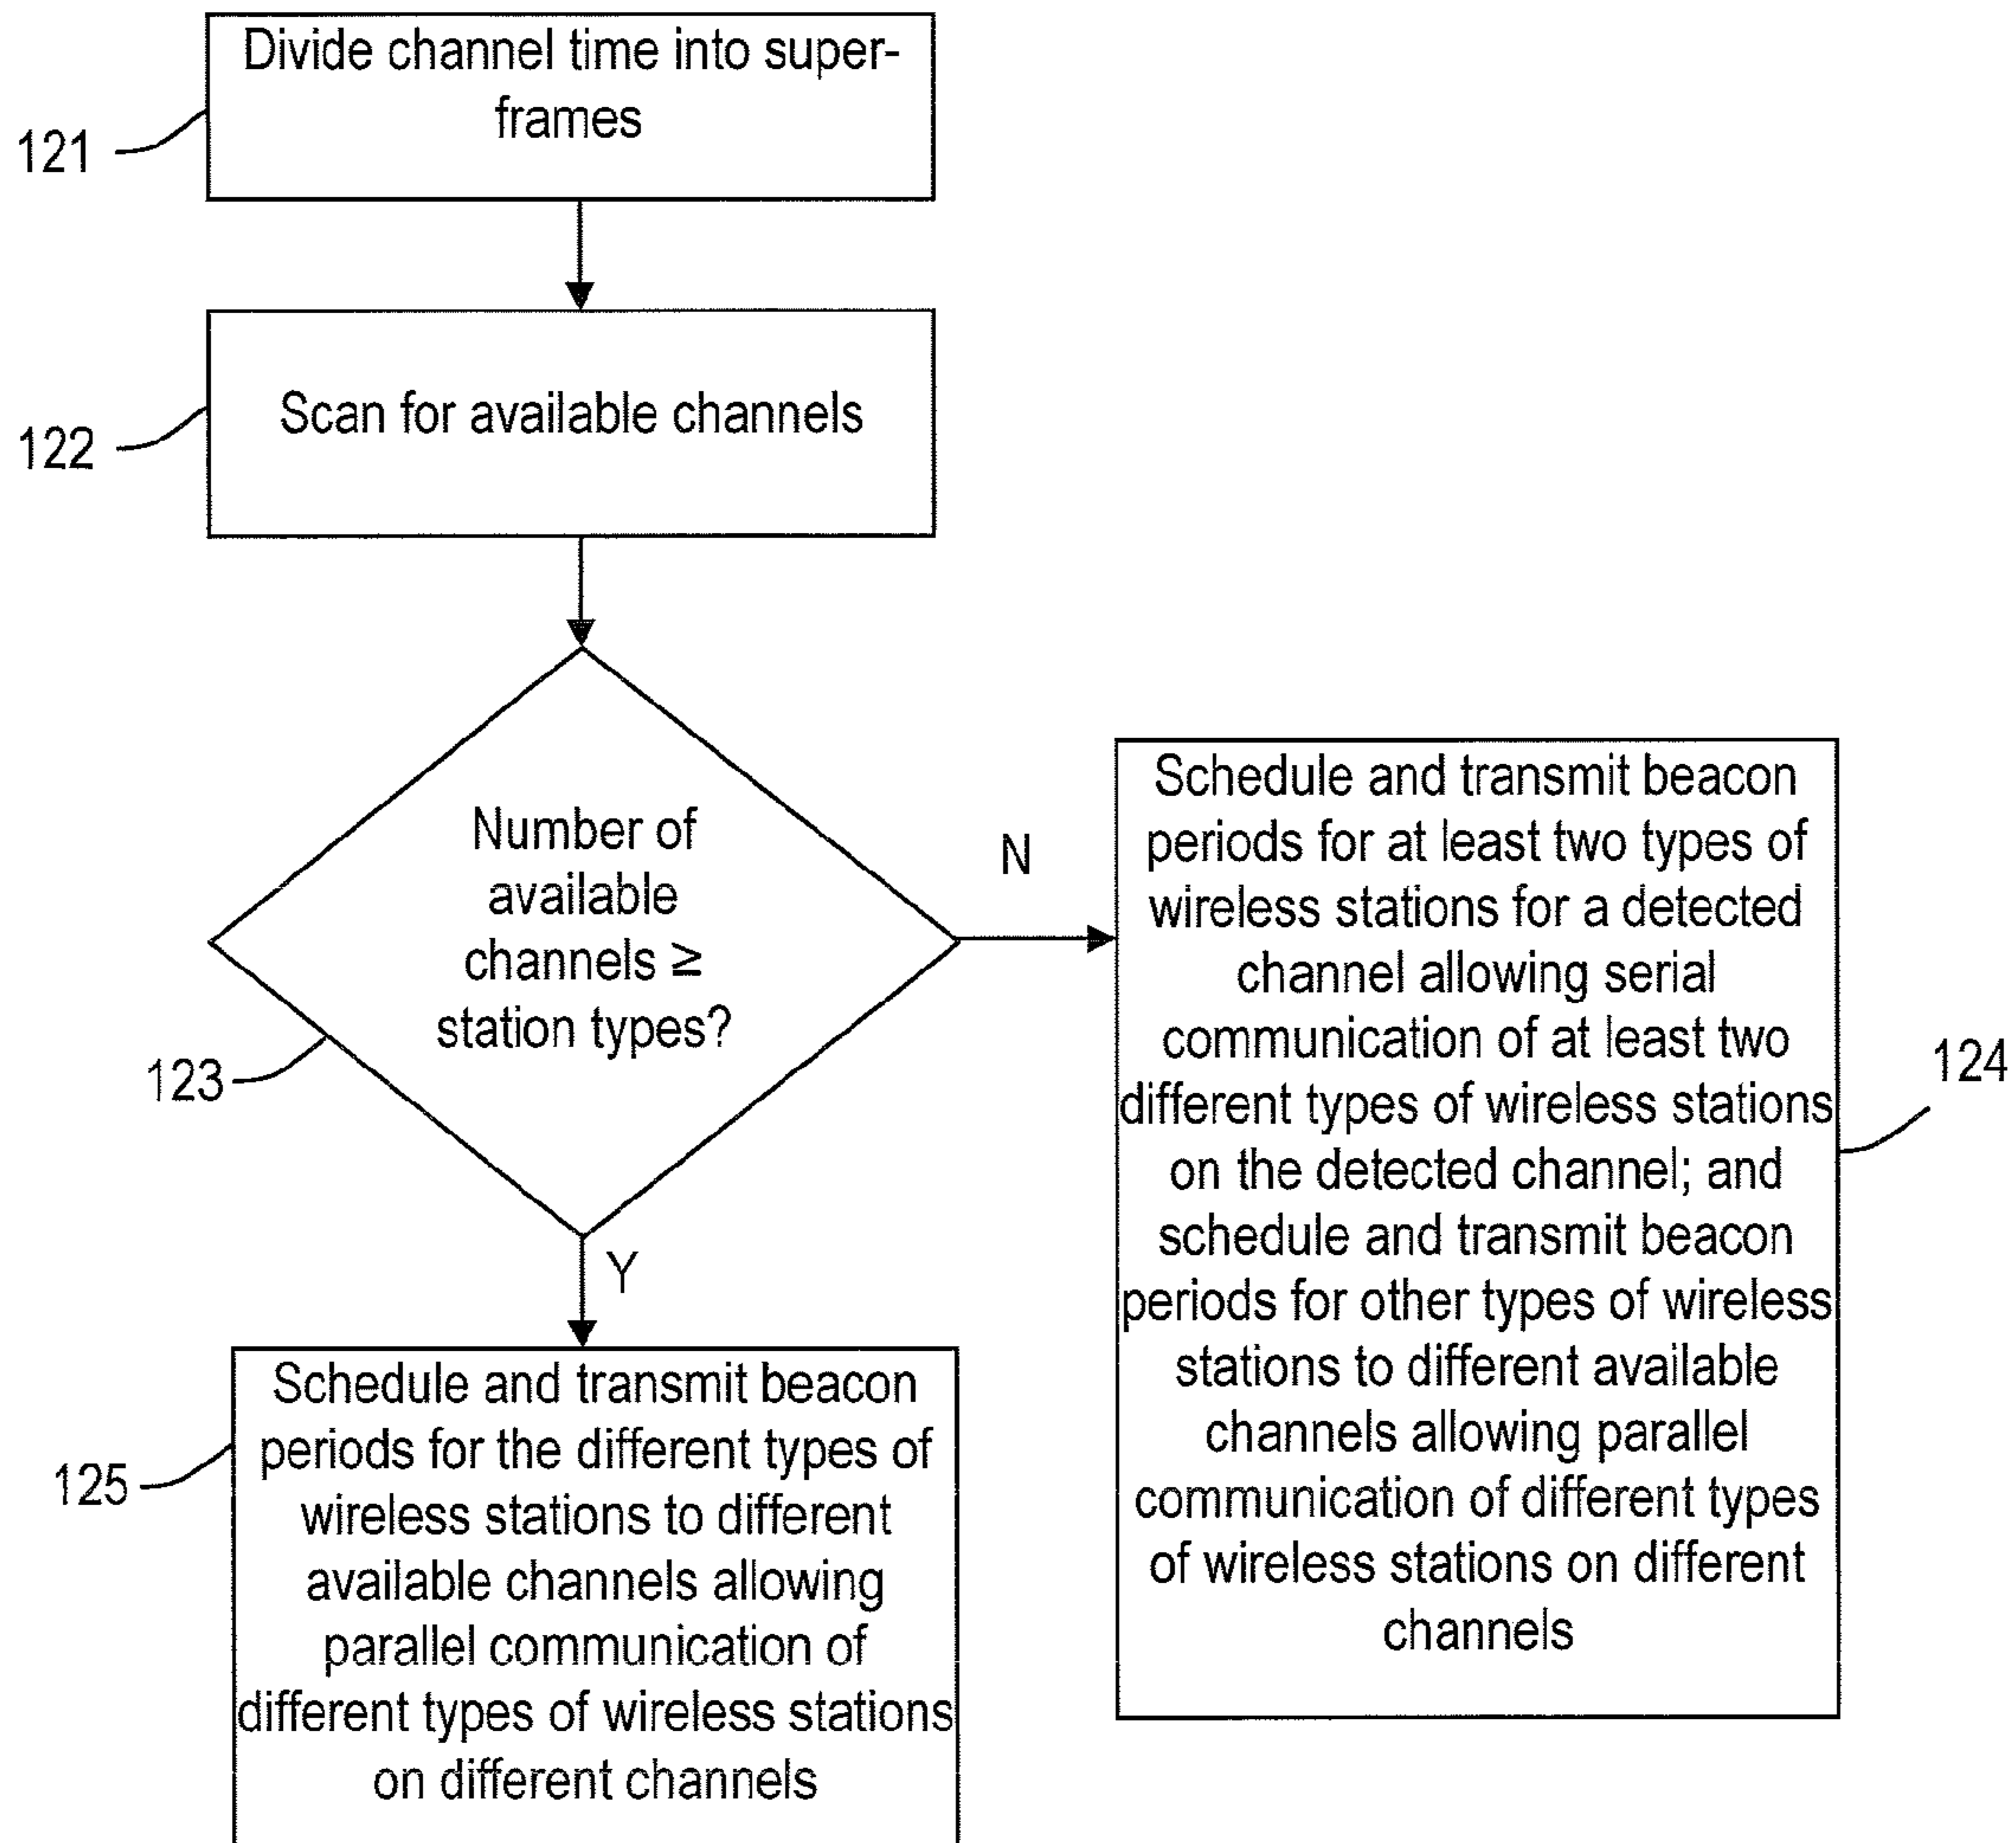 Divide channel time into super-
frames
121
Scan for available channels
122
Number of
available
channels ≥
station types?
123
N
Y
Schedule and transmit beacon
periods for at least two types of
wireless stations for a detected
channel allowing serial
communication of at least two
different types of wireless stations
on the detected channel; and
schedule and transmit beacon
periods for other types of wireless
stations to different available
channels allowing parallel
communication of different types
of wireless stations on different
channels
124
Schedule and transmit beacon
periods for the different types of
wireless stations to different
available channels allowing
parallel communication of
different types of wireless stations
on different channels
125